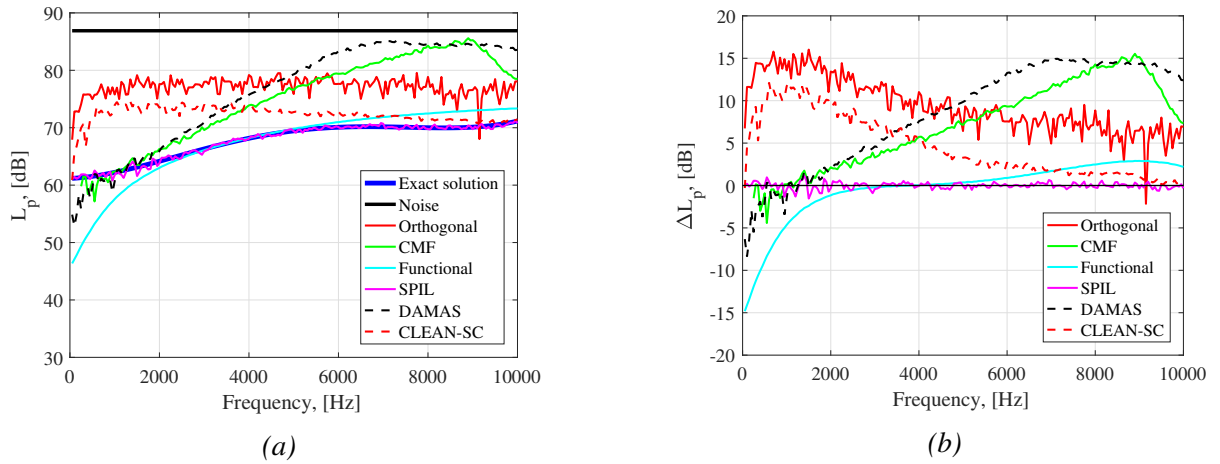 90
80
70
60
50
40
30
L_p, [dB]
0 2000 4000 6000 8000 10000
Frequency, [Hz]
Exact solution
Noise
Orthogonal
CMF
Functional
SPIL
DAMAS
CLEAN-SC
(a)
20
15
10
5
0
-5
-10
-15
-20
ΔL_p, [dB]
0 2000 4000 6000 8000 10000
Frequency, [Hz]
Orthogonal
CMF
Functional
SPIL
DAMAS
CLEAN-SC
(b)